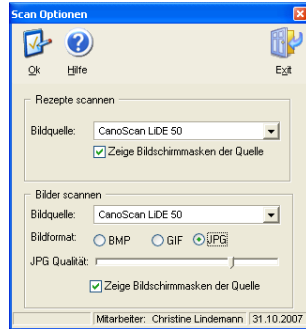 Scan Optionen
Ok Hilfe Exit
Rezepte scannen
Bildquelle: CanoScan LiDE 50
Zeige Bildschirmmasken der Quelle
Bilder scannen
Bildquelle: CanoScan LiDE 50
Bildformat: BMP GIF JPG
JPG Qualität:
Zeige Bildschirmmasken der Quelle
Mitarbeiter: Christine Lindemann 31.10.2007